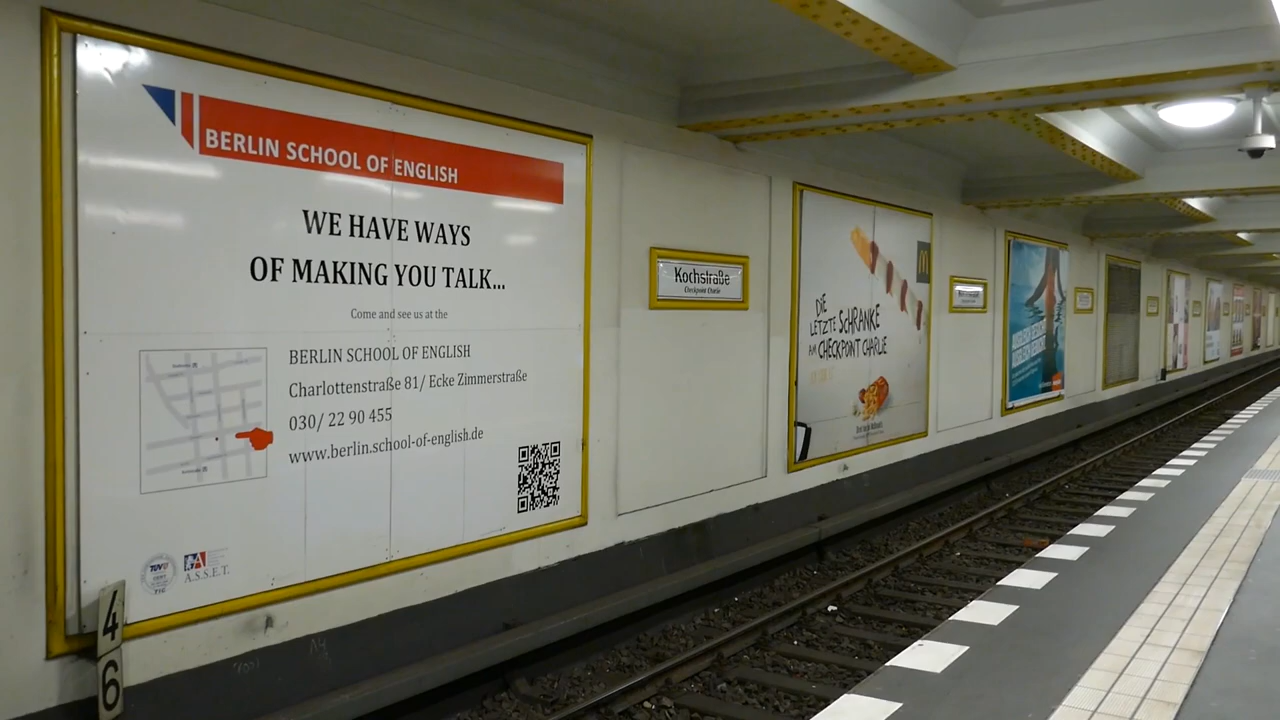 BERLIN SCHOOL OF ENGLISH
WE HAVE WAYS
OF MAKING YOU TALK...
Come and see us at the
BERLIN SCHOOL OF ENGLISH
Charlottenstraße 81/ Ecke Zimmerstraße
030/ 22 90 455
www.berlin.school-of-english.de
TÜV
A.S.S.E.T.
4
6
Kochstraße
Checkpoint Charlie
DIE
LETZTE SCHRANKE
AM CHECKPOINT CHARLIE